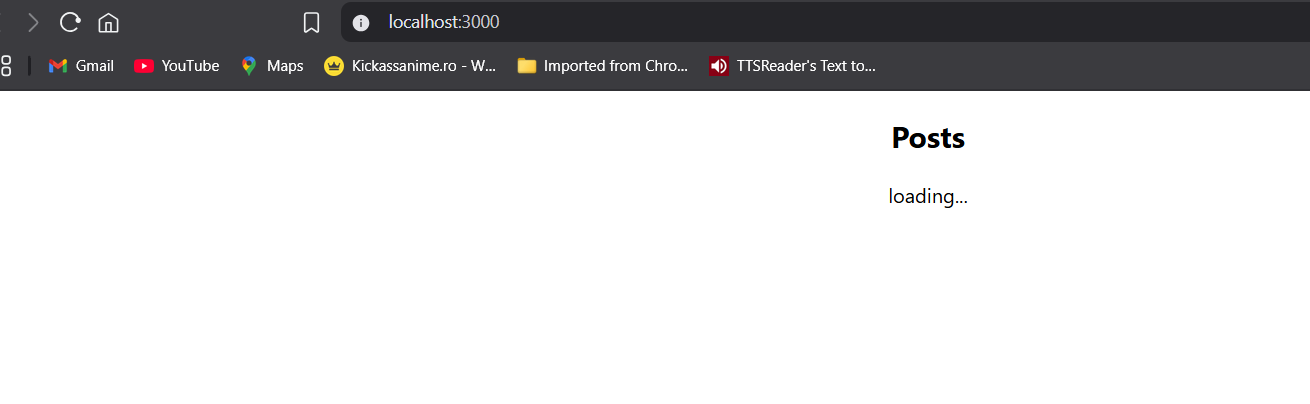 localhost:3000
Gmail YouTube Maps Kickassanime.ro - W... Imported from Chro... TTSReader's Text to...
Posts
loading...